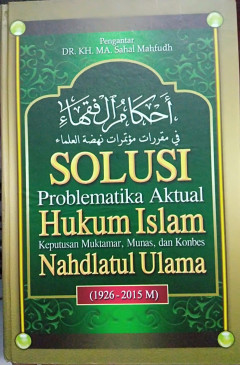 Pengantar
DR. KH. MA. Sahal Mahfudh
أحكام الفقهاء
في مقررات مؤتمرات نهضة العلماء
SOLUSI
Problematika Aktual
Hukum Islam
Keputusan Muktamar, Munas, dan Konbes
Nahdlatul Ulama
(1926 - 2015 M)